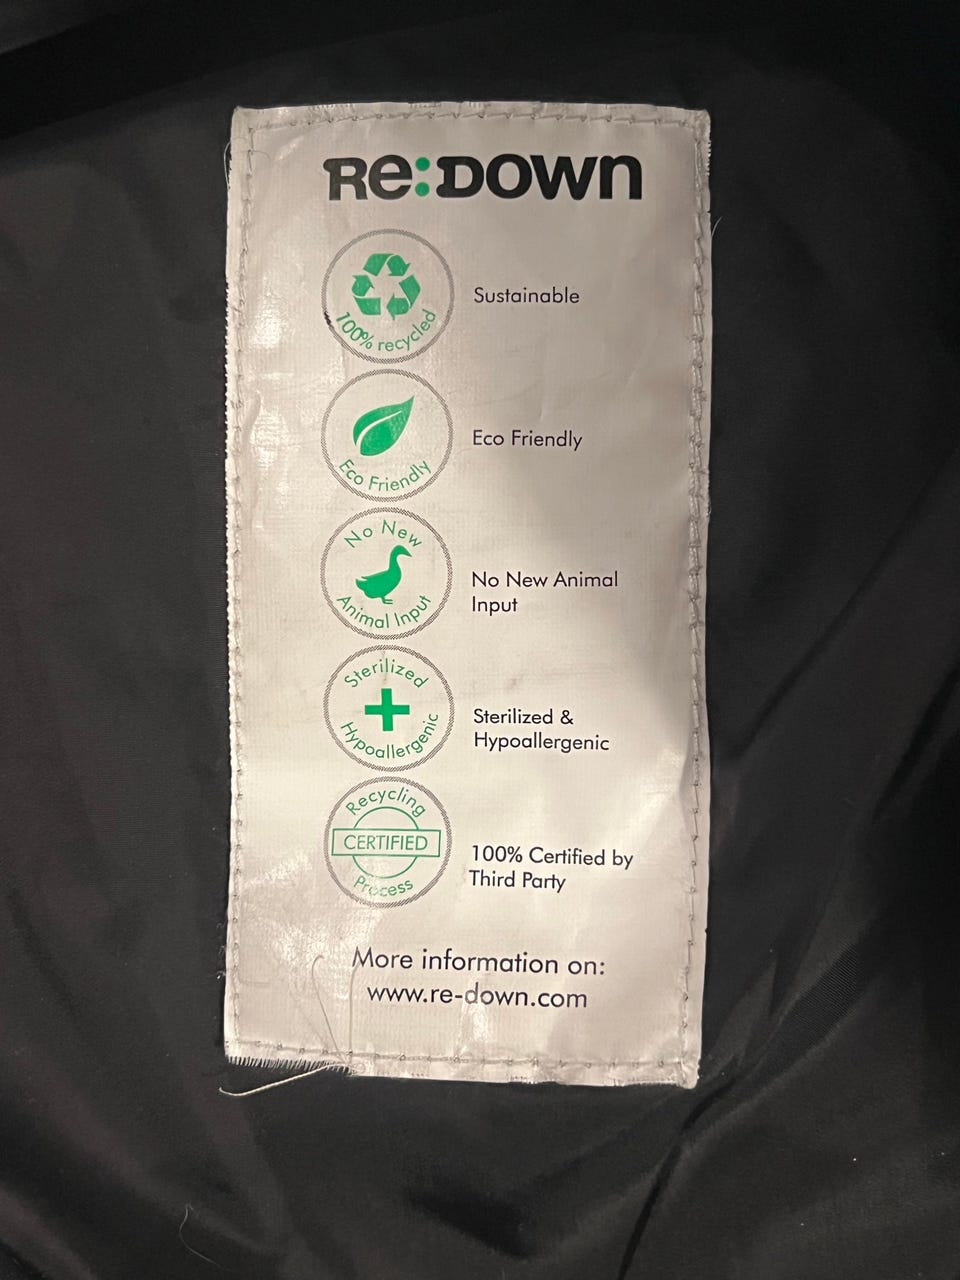 Re:DOWN
100% recycled
Sustainable
Eco Friendly
Eco Friendly
No New
Animal Input
No New Animal
Input
Sterilized
Hypoallergenic
Sterilized &
Hypoallergenic
Recycling
CERTIFIED
Process
100% Certified by
Third Party
More information on:
www.re-down.com